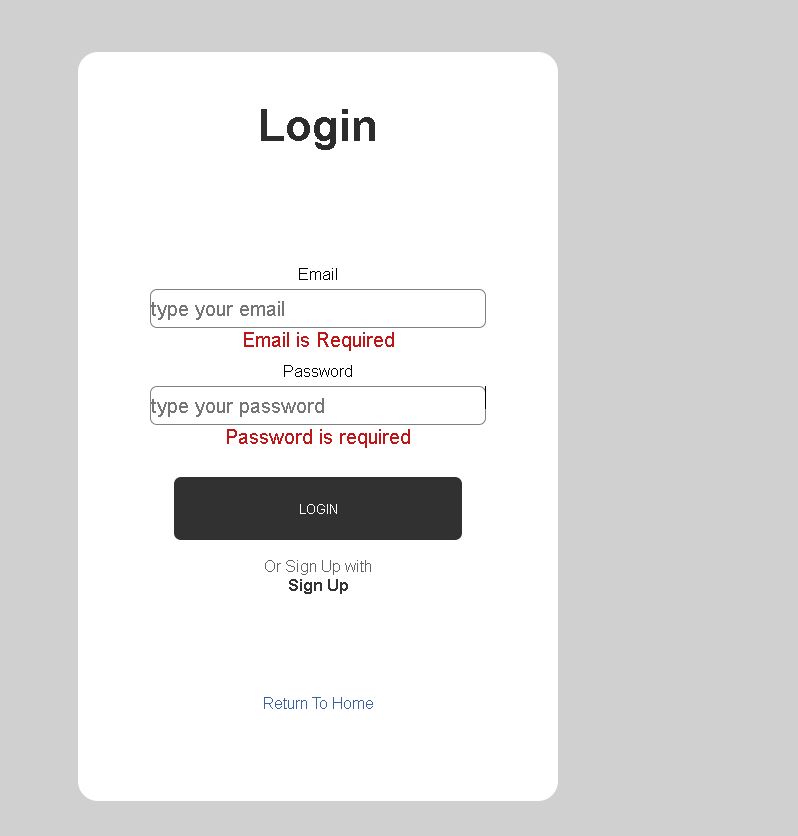 Login
Email
type your email
Email is Required
Password
type your password
Password is required
LOGIN
Or Sign Up with
Sign Up
Return To Home